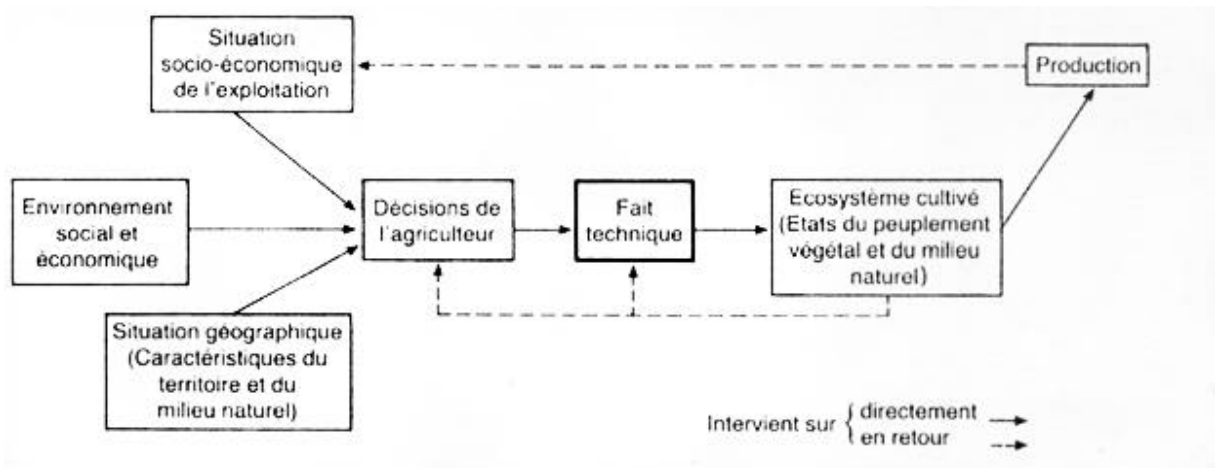 Situation
socio-économique
de l'exploitation
Production
Environnement
social et
économique
Décisions de
l'agriculteur
Fait
technique
Ecosystème cultivé
(Etats du peuplement
végétal et du milieu
naturel)
Situation géographique
(Caractéristiques du
territoire et du
milieu naturel)
Intervient sur { directement
en retour